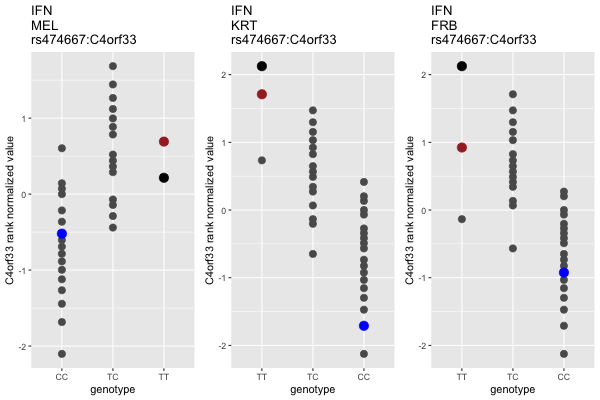 IFN
MEL
rs474667:C4orf33
C4orf33 rank normalized value
1
0
-1
-2
CC TC TT
genotype
IFN
KRT
rs474667:C4orf33
C4orf33 rank normalized value
2
1
0
-1
-2
TT TC CC
genotype
IFN
FRB
rs474667:C4orf33
C4orf33 rank normalized value
2
1
0
-1
-2
TT TC CC
genotype